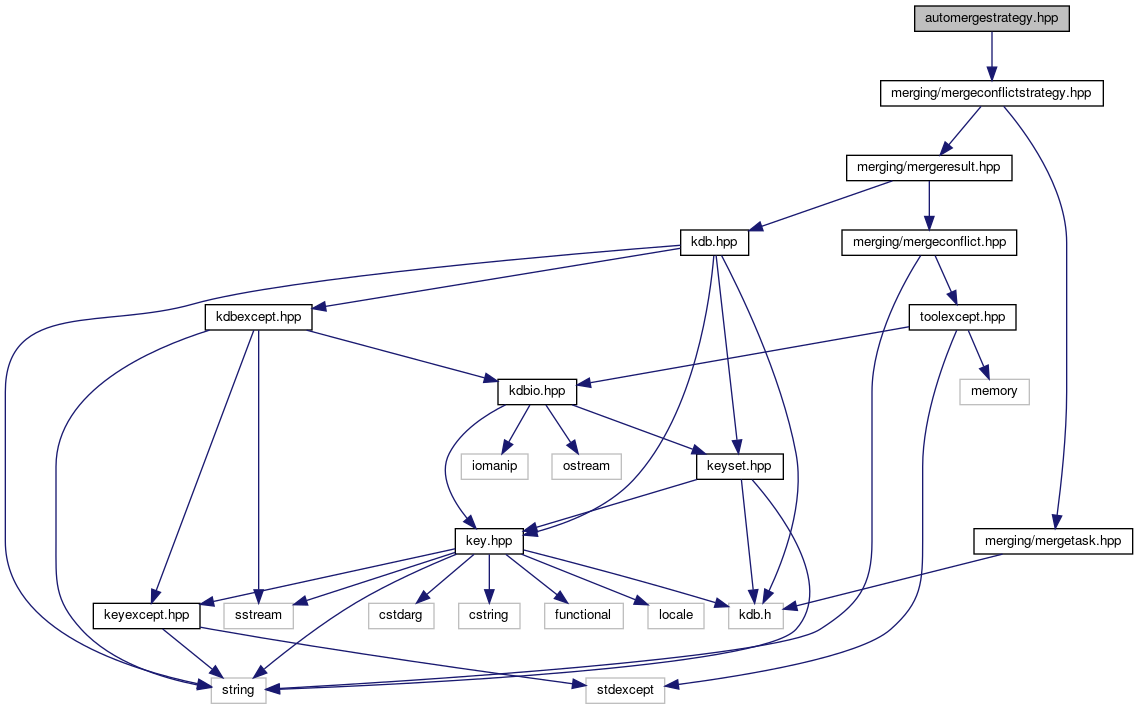 automergestrategy.hpp
merging/mergeconflictstrategy.hpp
merging/mergeresult.hpp
kdb.hpp
merging/mergeconflict.hpp
kdbexcept.hpp
toolexcept.hpp
kdbio.hpp
memory
iomanip
ostream
keyset.hpp
key.hpp
merging/mergetask.hpp
keyexcept.hpp
sstream
cstdarg
cstring
functional
locale
kdb.h
string
stdexcept